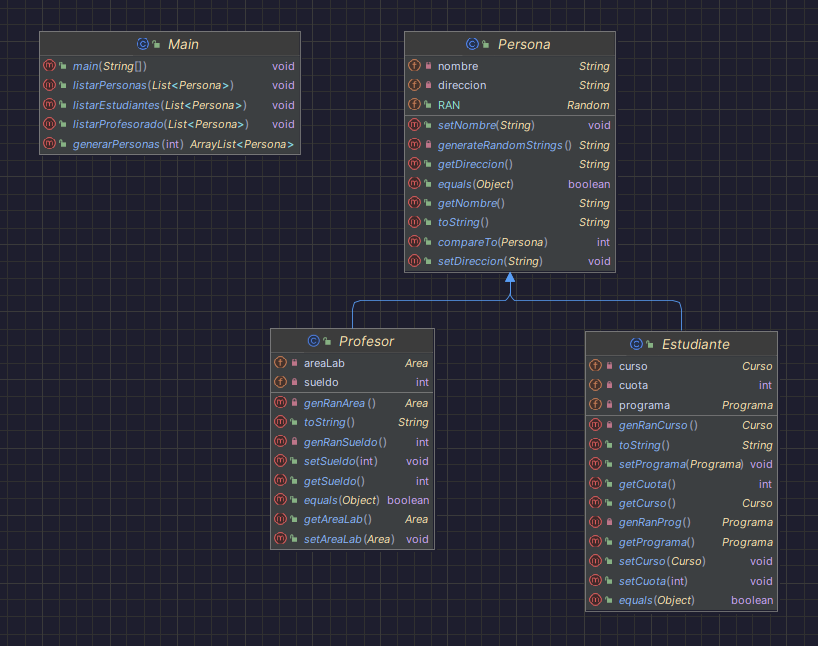 Main
main(String[]) void
listarPersonas(List<Persona>) void
listarEstudiantes(List<Persona>) void
listarProfesorado(List<Persona>) void
generarPersonas(int) ArrayList<Persona>
Persona
nombre String
direccion String
RAN Random
setNombre(String) void
generateRandomStrings() String
getDireccion() String
equals(Object) boolean
getNombre() String
toString() String
compareTo(Persona) int
setDireccion(String) void
Profesor
areaLab Area
sueldo int
genRanArea() Area
toString() String
genRanSueldo() int
setSueldo(int) void
getSueldo() int
equals(Object) boolean
getAreaLab() Area
setAreaLab(Area) void
Estudiante
curso Curso
cuota int
programa Programa
genRanCurso() Curso
toString() String
setPrograma(Programa) void
getCuota() int
getCurso() Curso
genRanProg() Programa
getPrograma() Programa
setCurso(Curso) void
setCuota(int) void
equals(Object) boolean